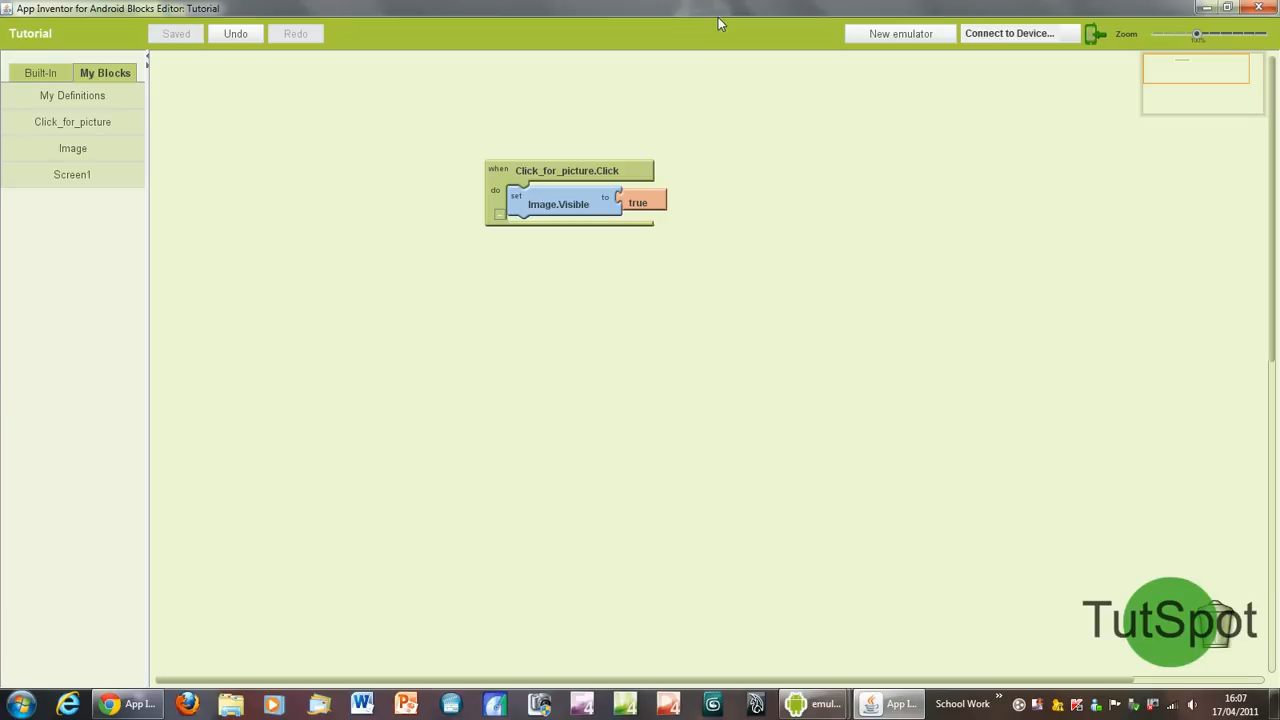 App Inventor for Android Blocks Editor: Tutorial
Tutorial
Saved
Undo
Redo
New emulator
Connect to Device...
Zoom
100%
Built-In
My Blocks
My Definitions
Click_for_picture
Image
Screen1
when Click_for_picture.Click
do set Image.Visible to true
TutSpot
App I...
emul...
App I...
School Work
16:07
17/04/2011